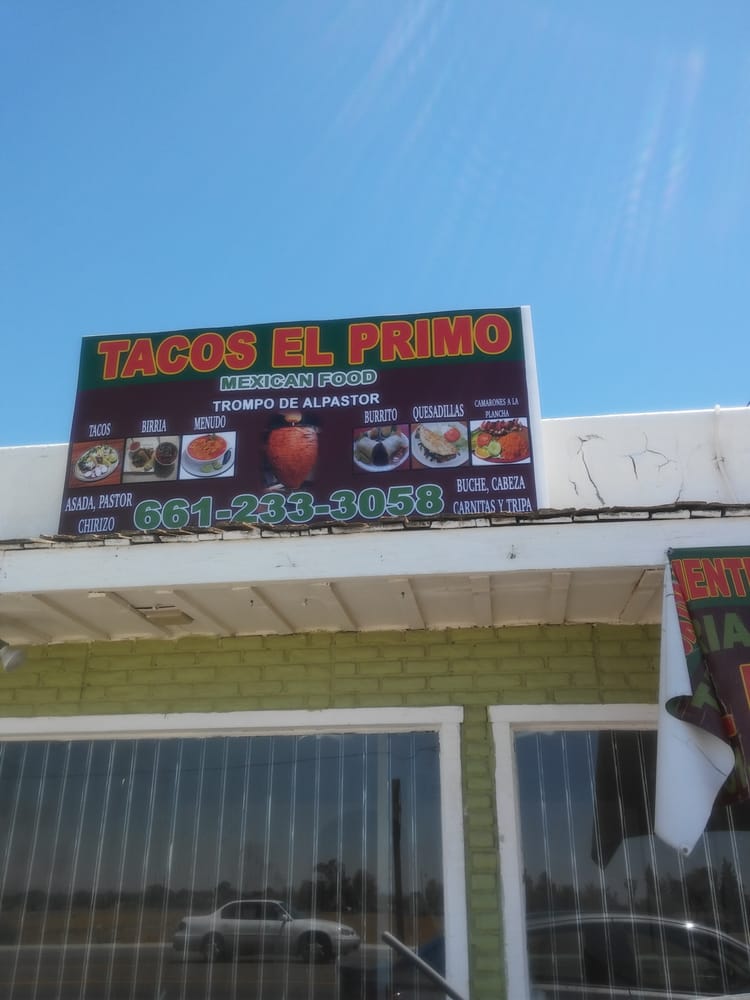 TACOS EL PRIMO
MEXICAN FOOD
TROMPO DE ALPASTOR
TACOS
BIRRIA
MENUDO
BURRITO
QUESADILLAS
CAMARONES A LA
PLANCHA
ASADA, PASTOR
CHIRIZO
661-233-3058
BUCHE, CABEZA
CARNITAS Y TRIPA